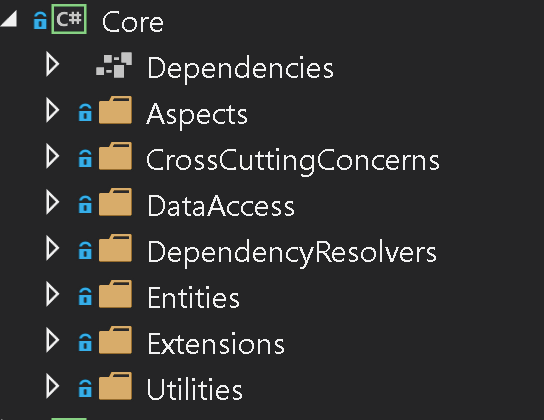 C# Core
Dependencies
Aspects
CrossCuttingConcerns
DataAccess
DependencyResolvers
Entities
Extensions
Utilities